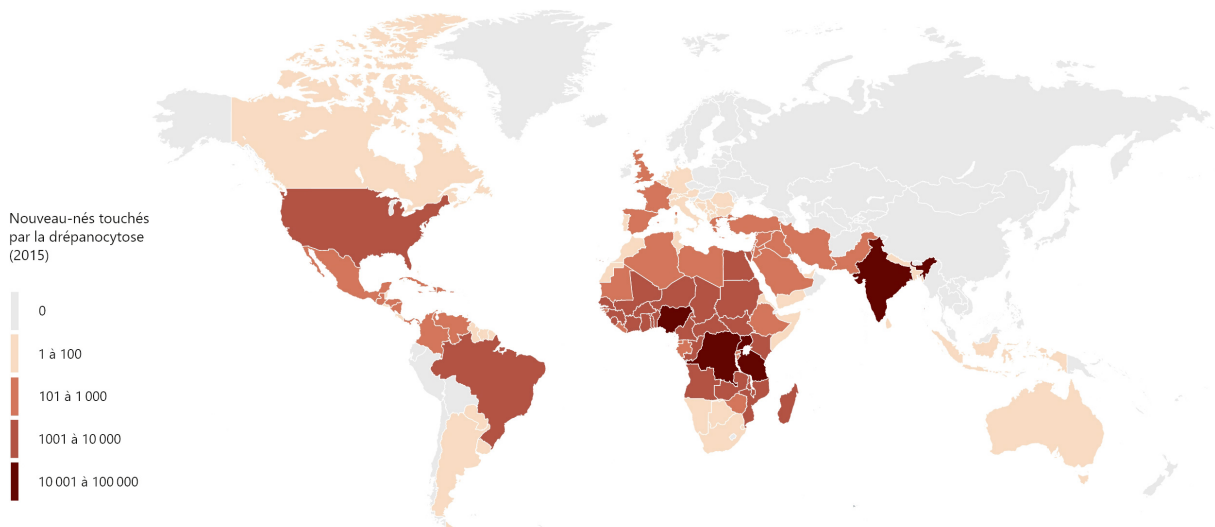 Nouveau-nés touchés
par la drépanocytose
(2015)
0
1 à 100
101 à 1 000
1001 à 10 000
10 001 à 100 000